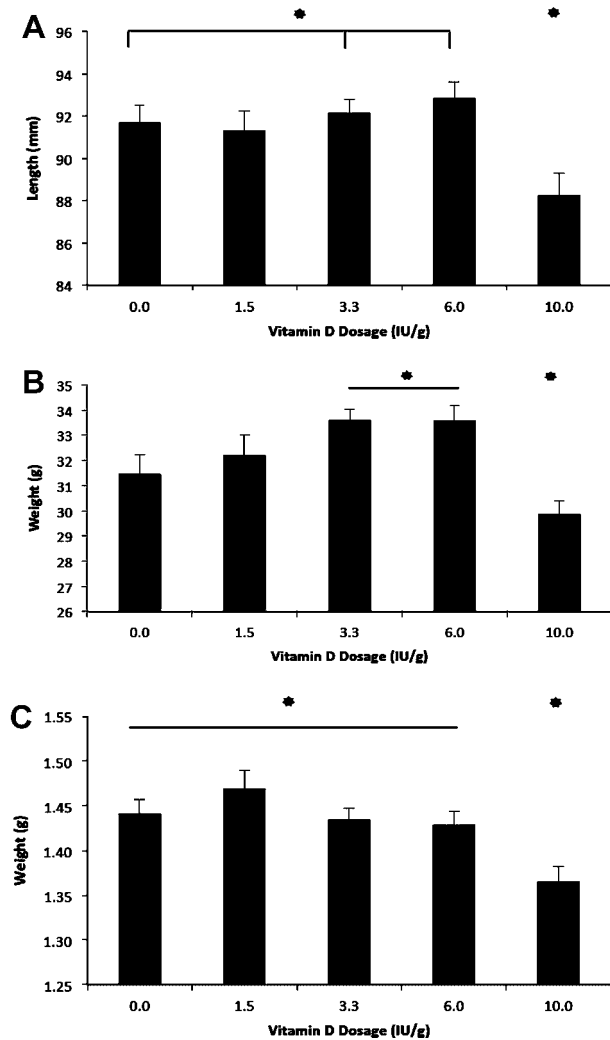 A
*
*
96
94
92
90
88
86
84
Length (mm)
0.0 1.5 3.3 6.0 10.0
Vitamin D Dosage (IU/g)
B
*
*
35
34
33
32
31
30
29
28
27
26
Weight (g)
0.0 1.5 3.3 6.0 10.0
Vitamin D Dosage (IU/g)
C
*
*
1.55
1.50
1.45
1.40
1.35
1.30
1.25
Weight (g)
0.0 1.5 3.3 6.0 10.0
Vitamin D Dosage (IU/g)